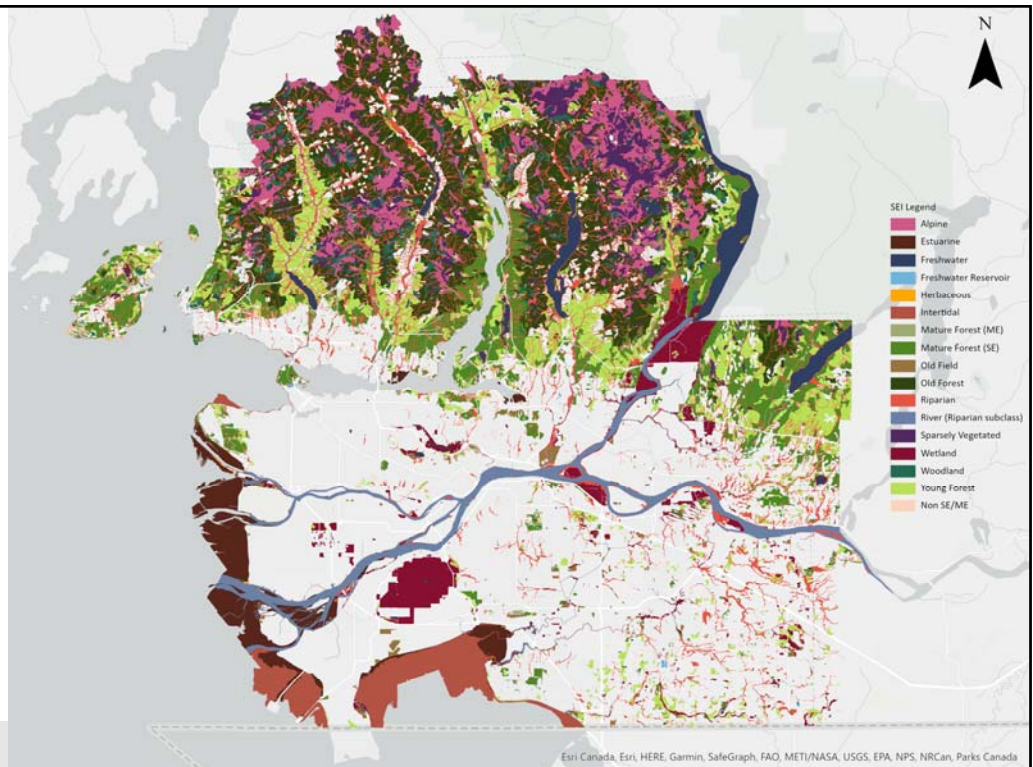 N
SEI Legend
Alpine
Estuarine
Freshwater
Freshwater Reservoir
Herbaceous
Intertidal
Mature Forest (ME)
Mature Forest (SE)
Old Field
Old Forest
Riparian
River (Riparian subclass)
Sparsely Vegetated
Wetland
Woodland
Young Forest
Non SE/ME
Esri Canada, Esri, HERE, Garmin, SafeGraph, FAO, METI/NASA, USGS, EPA, NPS, NRCan, Parks Canada